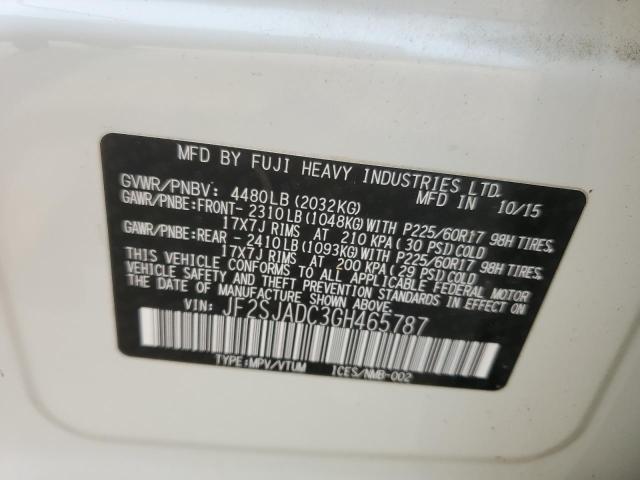 MFD BY FUJI HEAVY INDUSTRIES LTD.
GVWR/PNBV: 4480LB (2032KG) MFD IN 10/15
GAWR/PNBE:FRONT- 2310LB (1048KG) WITH P225/60R17 98H TIRES,
17X7J RIMS AT 210 KPA (30 PSI) COLD
GAWR/PNBE:REAR - 2410LB (1093KG) WITH P225/60R17 98H TIRES,
17X7J RIMS AT 200 KPA (29 PSI) COLD
THIS VEHICLE CONFORMS TO ALL APPLICABLE FEDERAL MOTOR
VEHICLE SAFETY AND THEFT PREVENTION STANDARDS IN EFFECT ON
THE DATE OF MANUFACTURE SHOWN ABOVE.
VIN: JF2SJADC3GH465787
TYPE:MPV/VTUM ICES/NMB-002